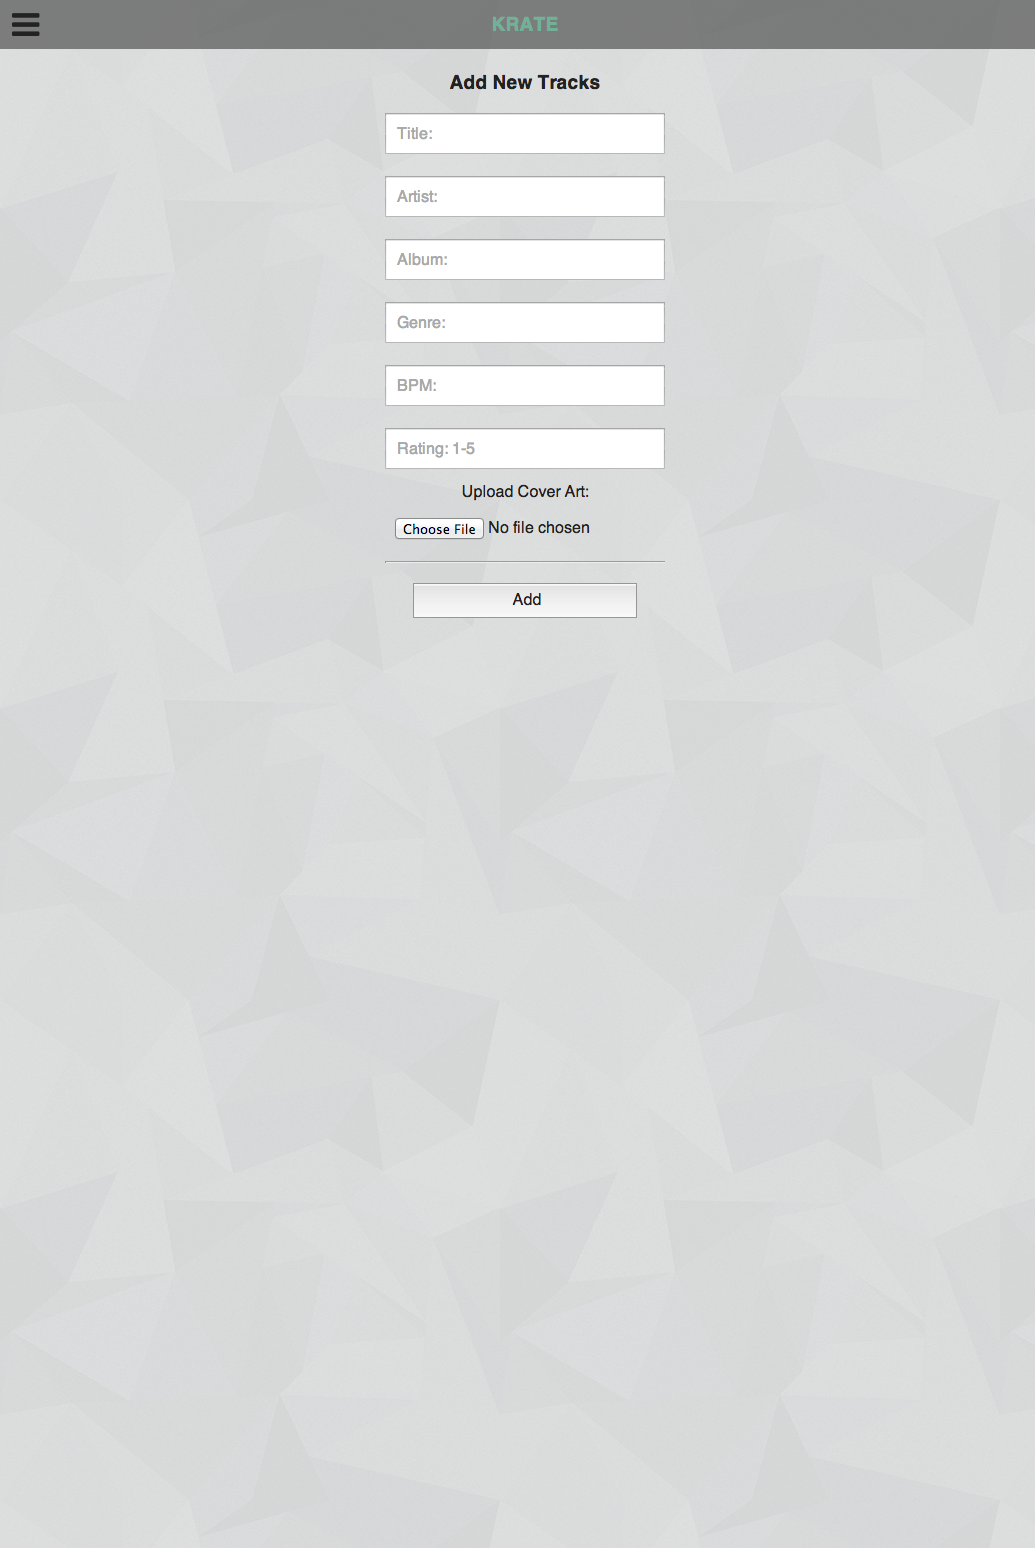 KRATE
Add New Tracks
Title:
Artist:
Album:
Genre:
BPM:
Rating: 1-5
Upload Cover Art:
Choose File No file chosen
Add